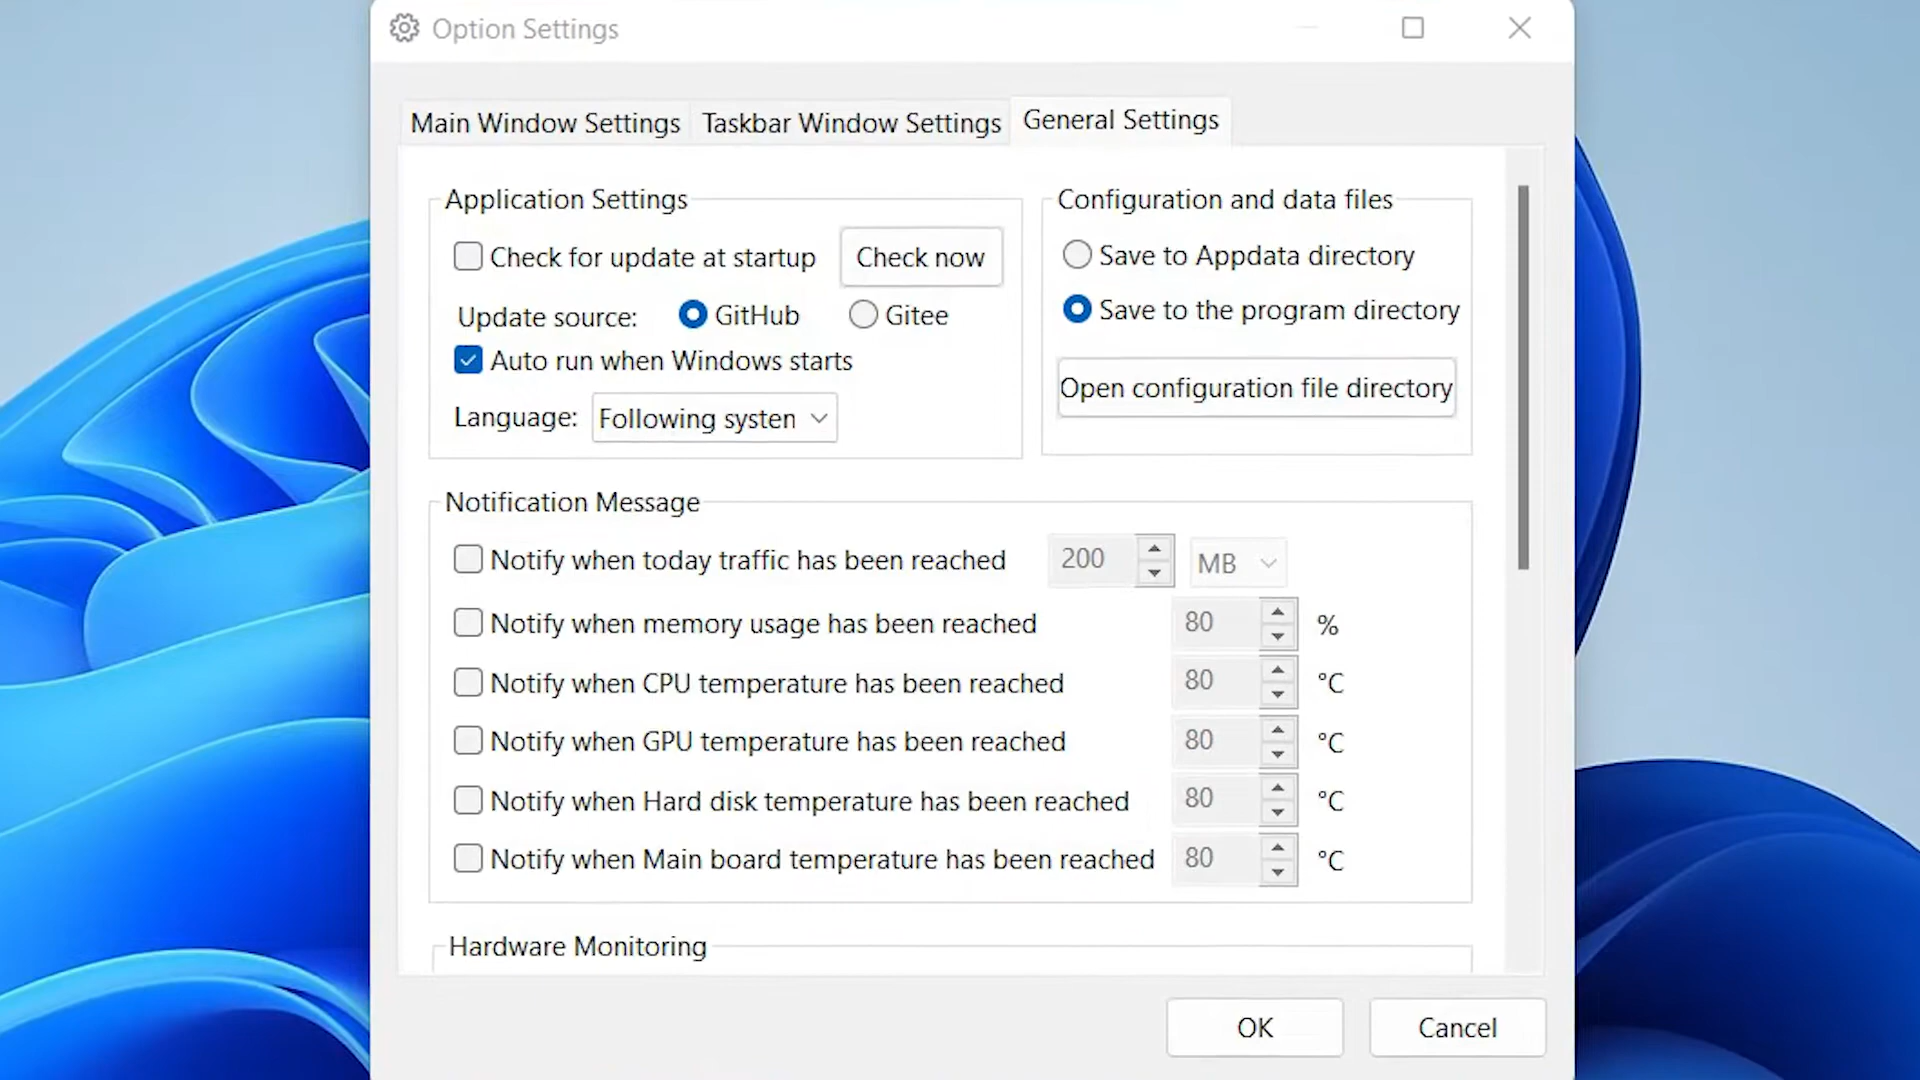 Option Settings
Main Window Settings Taskbar Window Settings General Settings
Application Settings
Check for update at startup Check now
Update source: GitHub Gitee
Auto run when Windows starts
Language: Following systen
Configuration and data files
Save to Appdata directory
Save to the program directory
Open configuration file directory
Notification Message
Notify when today traffic has been reached 200 MB
Notify when memory usage has been reached 80 %
Notify when CPU temperature has been reached 80 °C
Notify when GPU temperature has been reached 80 °C
Notify when Hard disk temperature has been reached 80 °C
Notify when Main board temperature has been reached 80 °C
Hardware Monitoring
OK Cancel